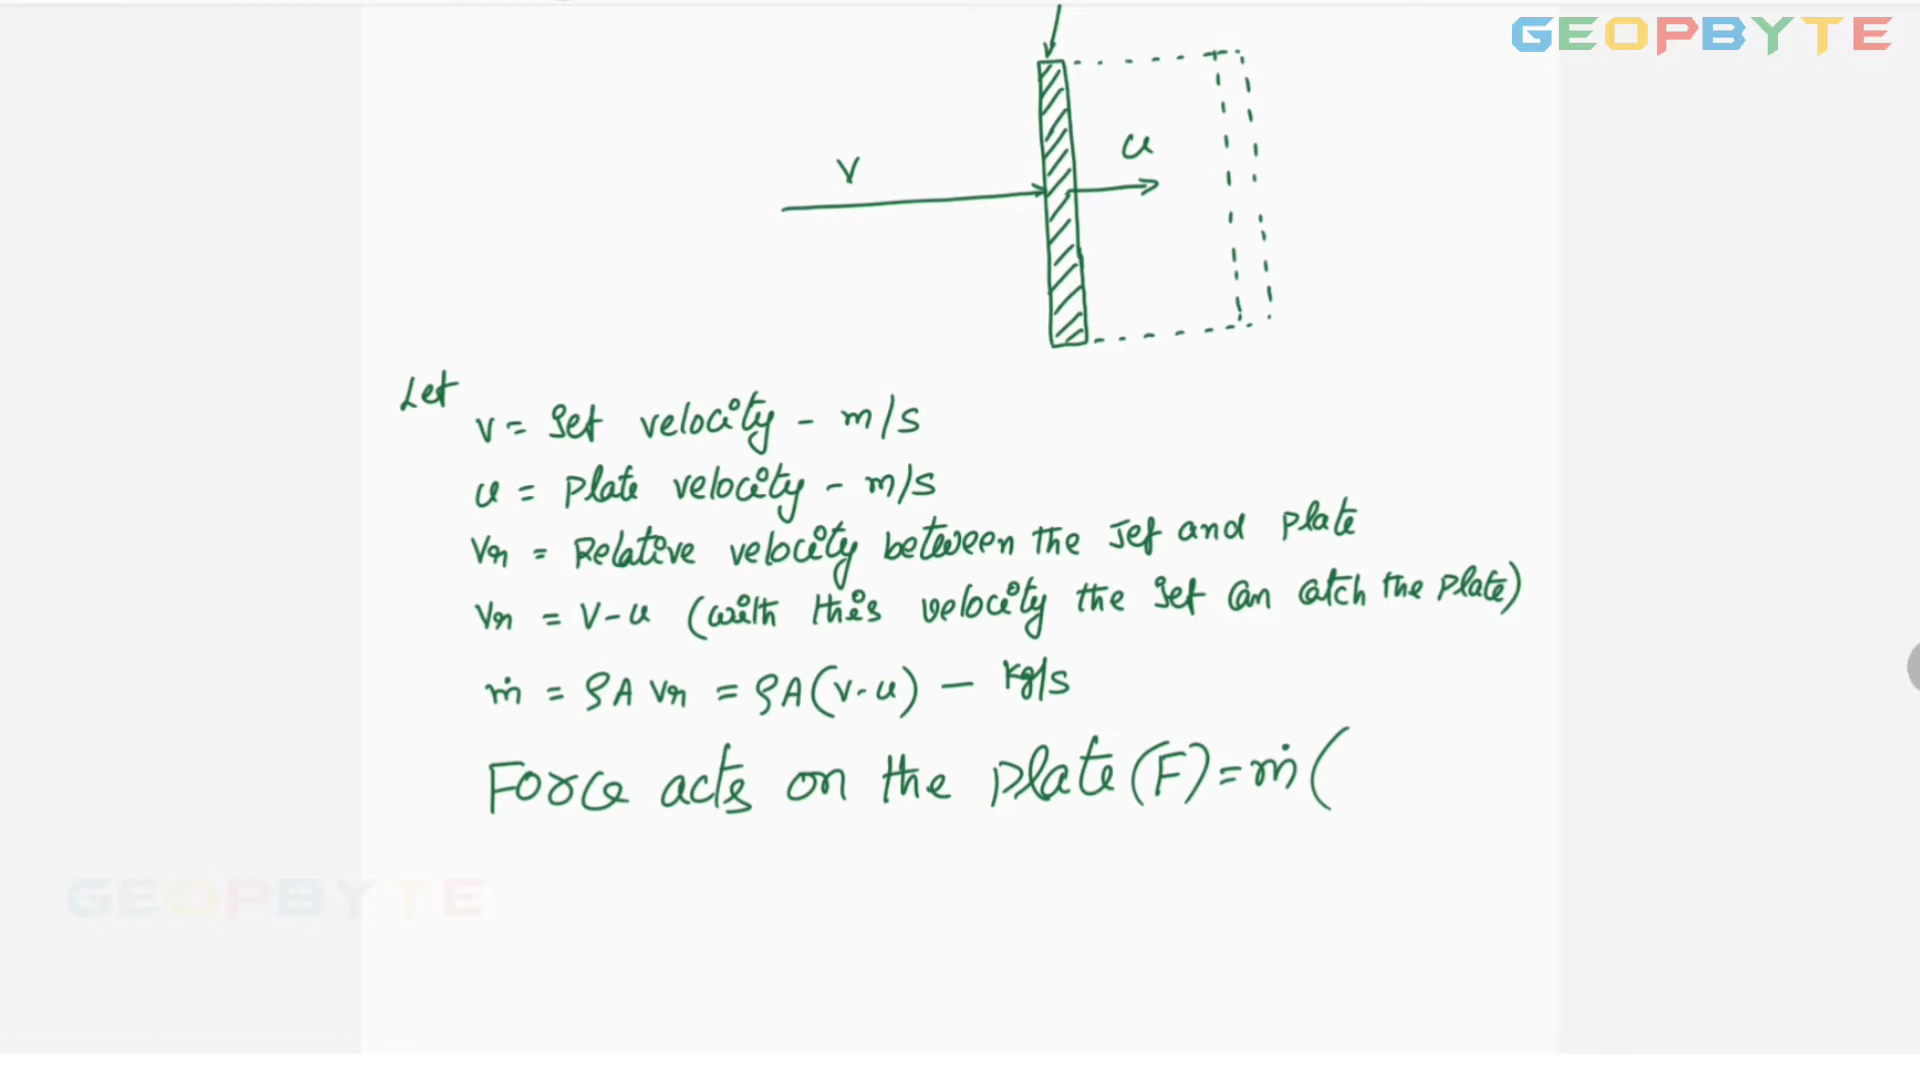 GEOPBYTE
V
u
Let
V = Jet velocity - m/s
u = plate velocity - m/s
Vr = Relative velocity between the Jet and plate
Vr = V-u (with this velocity the Jet can catch the plate)
ṁ = ρA Vr = ρA(V-u) - kg/s
Force acts on the plate (F) = ṁ (
GEOPBYTE